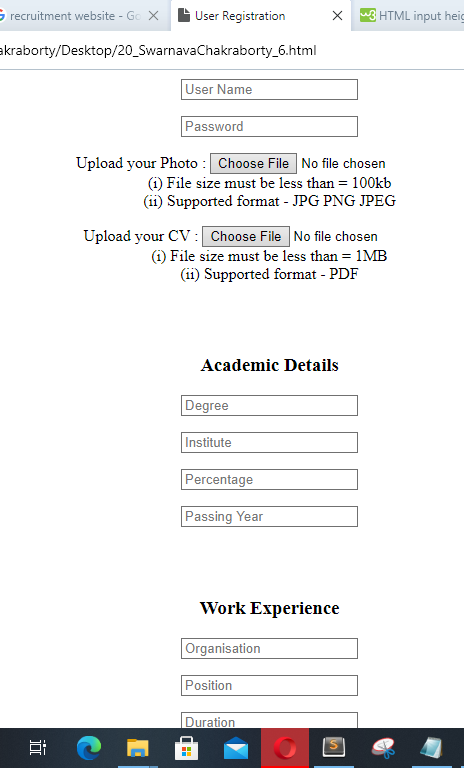 recruitment website - Go
User Registration
HTML input heig
akraborty/Desktop/20_SwarnavaChakraborty_6.html
User Name
Password
Upload your Photo : Choose File No file chosen
(i) File size must be less than = 100kb
(ii) Supported format - JPG PNG JPEG
Upload your CV : Choose File No file chosen
(i) File size must be less than = 1MB
(ii) Supported format - PDF
Academic Details
Degree
Institute
Percentage
Passing Year
Work Experience
Organisation
Position
Duration